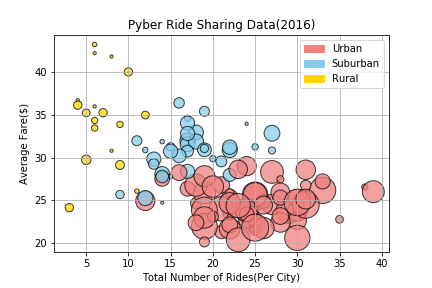 Pyber Ride Sharing Data(2016)
Urban
Suburban
Rural
Average Fare($)
40
35
30
25
20
5 10 15 20 25 30 35 40
Total Number of Rides(Per City)